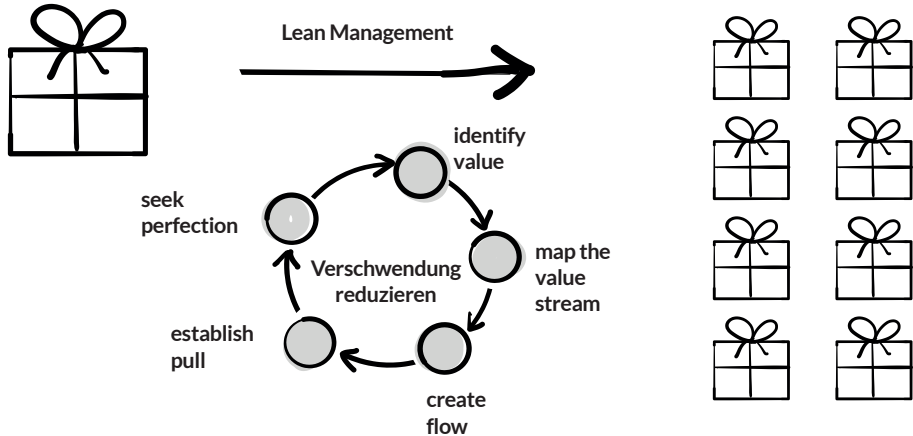 Lean Management
identify
value
map the
value
stream
create
flow
establish
pull
seek
perfection
Verschwendung
reduzieren